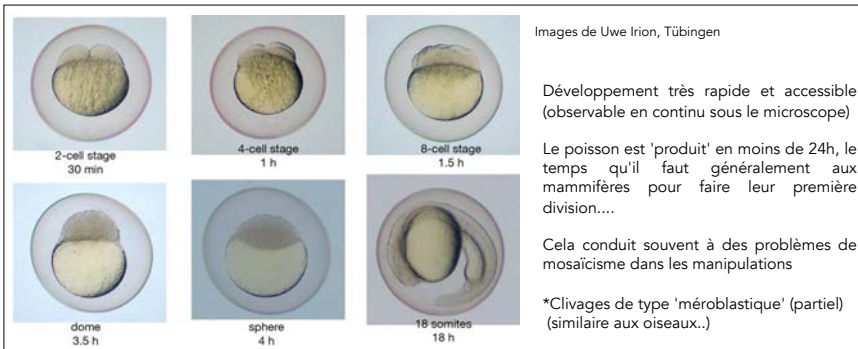 Images de Uwe Irion, Tübingen
2-cell stage
30 min
4-cell stage
1 h
8-cell stage
1.5 h
dome
3.5 h
sphere
4 h
18 somites
18 h
Développement très rapide et accessible
(observable en continu sous le microscope)
Le poisson est 'produit' en moins de 24h, le
temps qu'il faut généralement aux
mammifères pour faire leur première
division....
Cela conduit souvent à des problèmes de
mosaïcisme dans les manipulations
*Clivages de type 'méroblastique' (partiel)
(similaire aux oiseaux..)